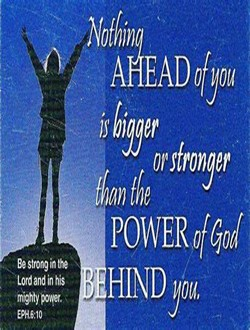 Nothing
AHEAD of you
is bigger
or stronger
than the
POWER of God
BEHIND you.
Be strong in the
Lord and in his
mighty power.
EPH.6:10